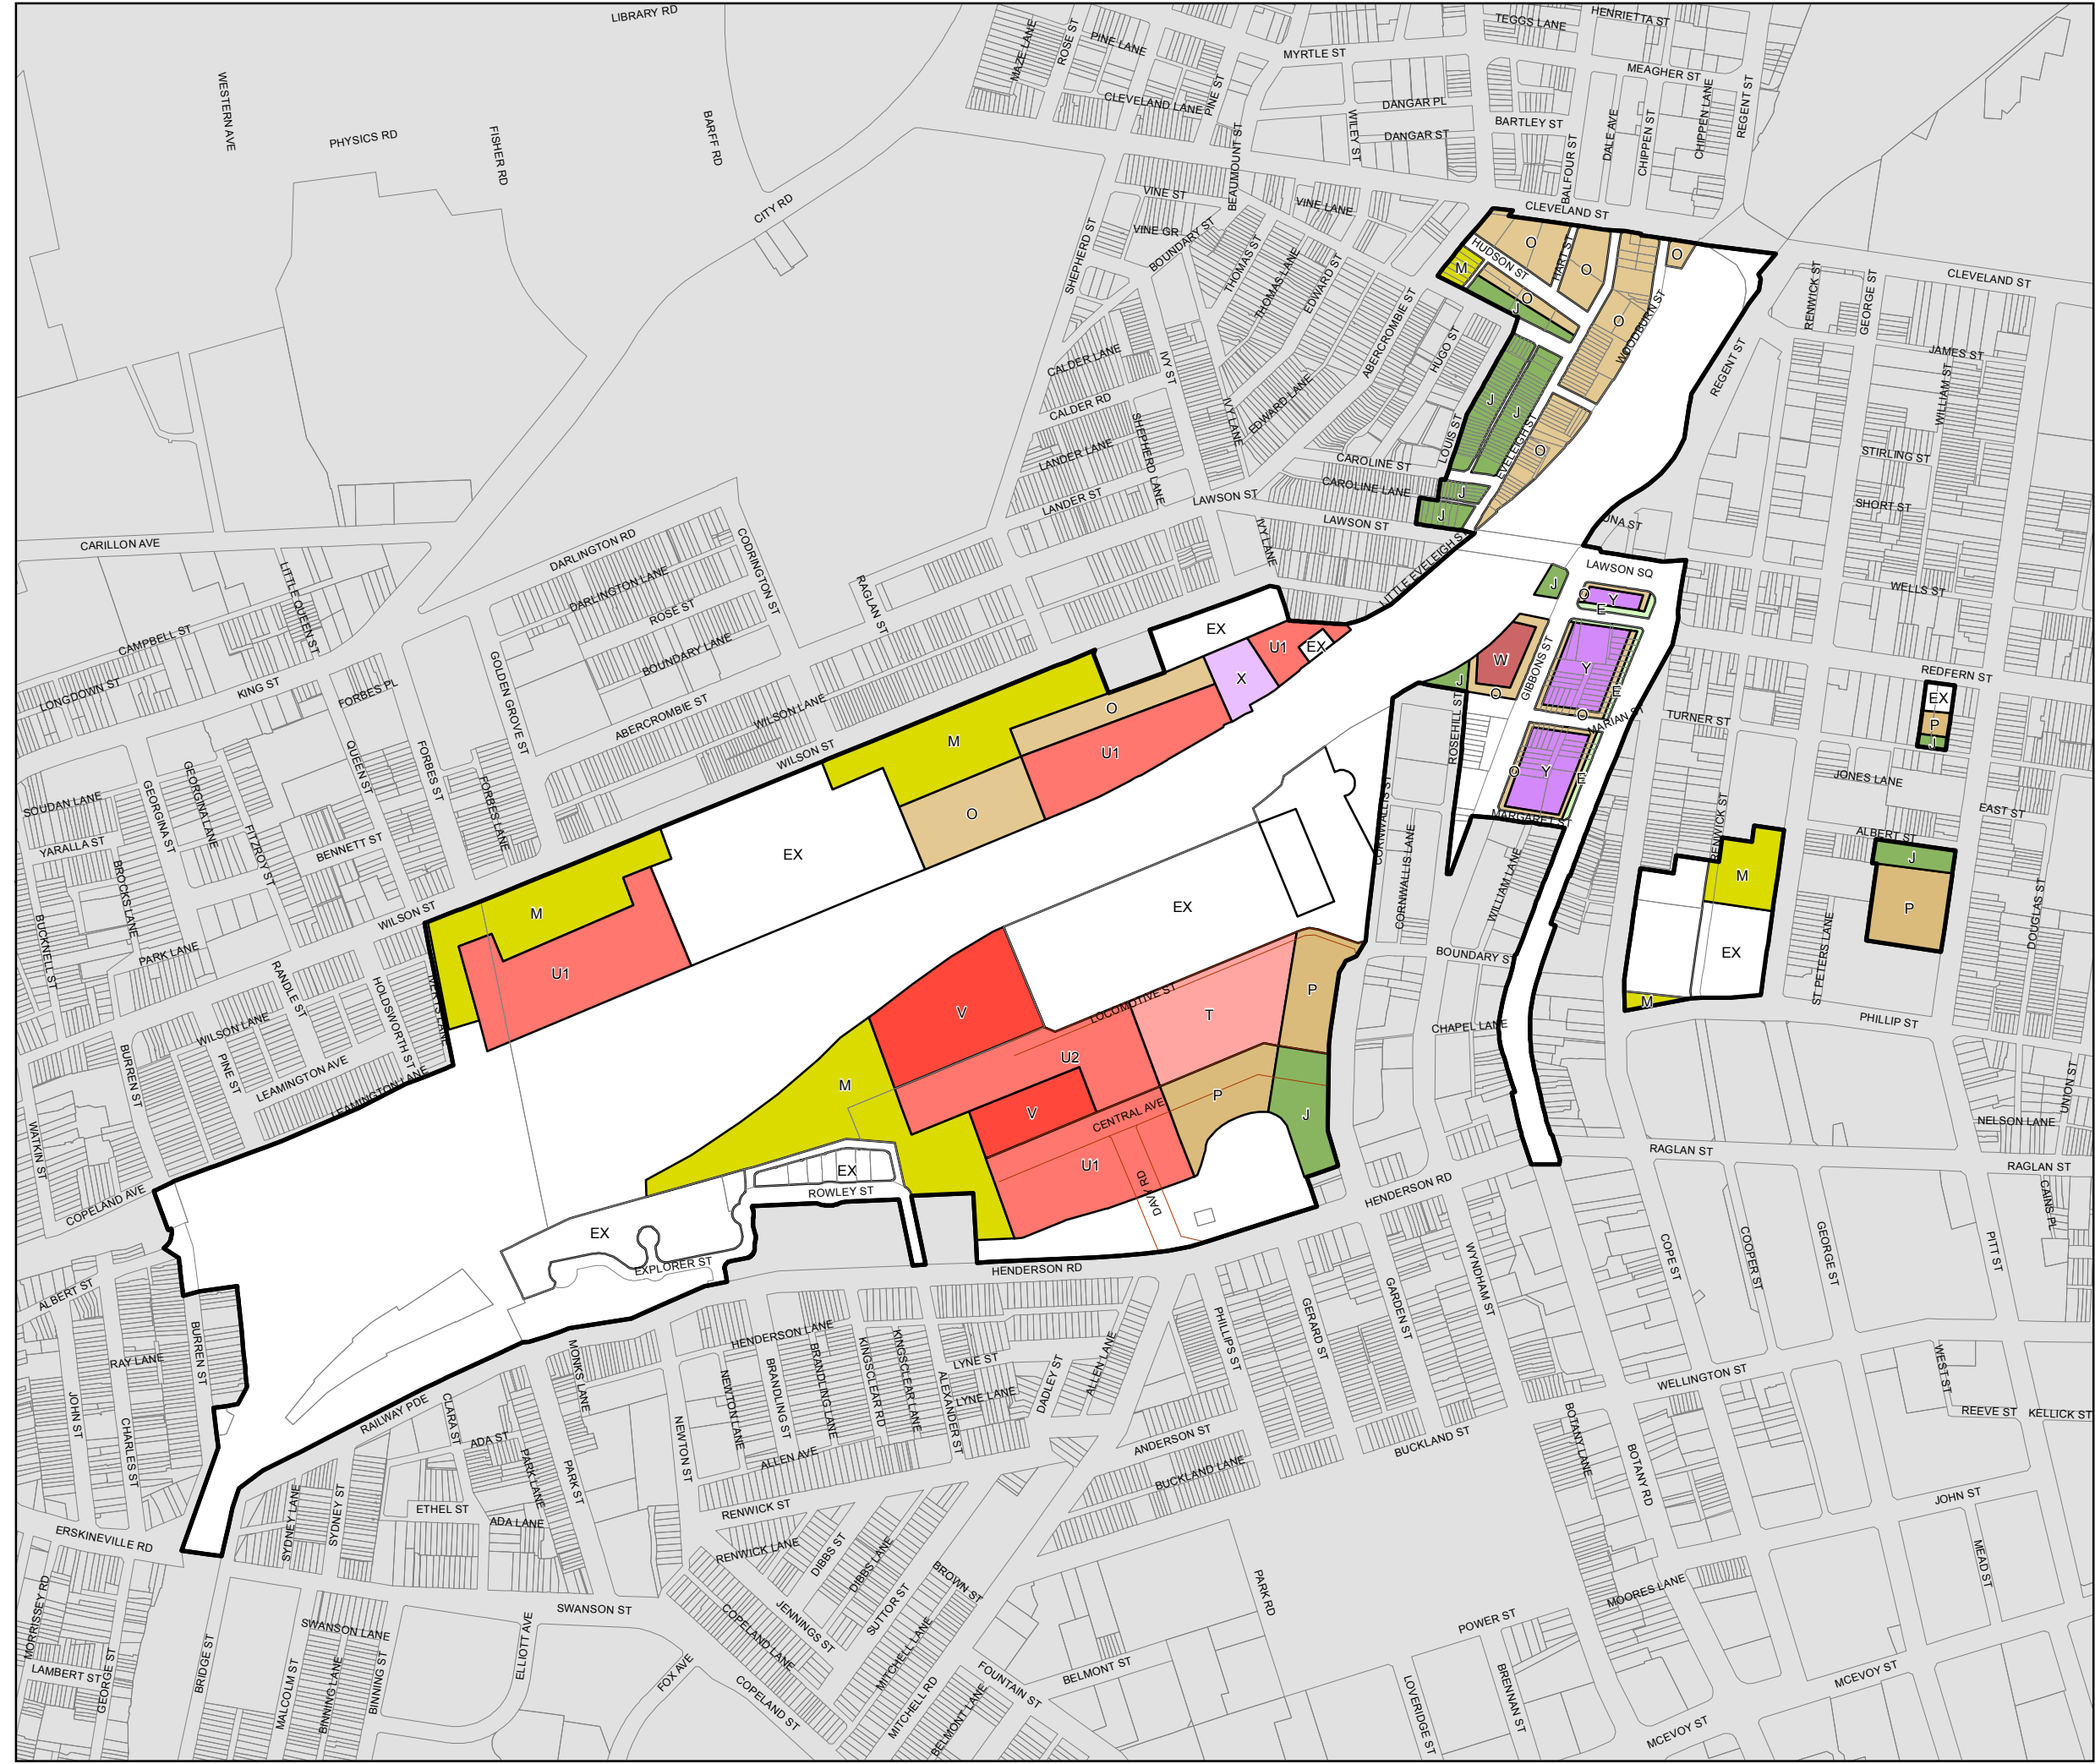 LIBRARY RD
MAZE LANE
ROSE ST
PINE LANE
PINE ST
CLEVELAND LANE
MYRTLE ST
TEGGS LANE
HENRIETTA ST
MEAGHER ST
DANGAR PL
DANGAR ST
WILEY ST
BARTLEY ST
BALFOUR ST
DALE AVE
CHIPPEN ST
CHIPPEN LANE
REGENT ST
WESTERN AVE
PHYSICS RD
FISHER RD
BARFF RD
CITY RD
BEAUMOUNT ST
VINE ST
VINE LANE
VINE GR
BOUNDARY ST
SHEPHERD ST
THOMAS ST
THOMAS LANE
EDWARD ST
ABERCROMBIE ST
HUGO ST
CLEVELAND ST
HUDSON ST
HART ST
O
O
O
M
O
J
O
WOODBURN ST
CLEVELAND ST
RENWICK ST
GEORGE ST
JAMES ST
WILLIAM ST
REGENT ST
STIRLING ST
SHORT ST
WELLS ST
REDFERN ST
CALDER LANE
CALDER RD
IVY ST
IVY LANE
EDWARD LANE
SHEPHERD LANE
LANDER LANE
LANDER ST
LAWSON ST
CAROLINE ST
CAROLINE LANE
LAWSON ST
IVY LANE
LOUIS ST
EVELEIGH ST
J
J
O
J
J
LITTLE EVELEIGH ST
LAWSON SQ
J
O
Y
E
W
O
J
GIBBONS ST
Y
E
O
MARIAN ST
ROSEHILL ST
O
Y
E
MARGARET ST
TURNER ST
EX
P
J
JONES LANE
EAST ST
ALBERT ST
J
P
DOUGLAS ST
ST PETERS LANE
RENWICK ST
M
EX
M
PHILLIP ST
CARILLON AVE
LITTLE QUEEN ST
CAMPBELL ST
LONGDOWN ST
KING ST
FORBES PL
DARLINGTON RD
DARLINGTON LANE
CODRINGTON ST
ROSE ST
BOUNDARY LANE
GOLDEN GROVE ST
RAGLAN ST
ABERCROMBIE ST
WILSON LANE
WILSON ST
QUEEN ST
FORBES ST
FORBES LANE
SOUDAN LANE
GEORGINA ST
GEORGINA LANE
FITZROY ST
BENNETT ST
YARALLA ST
BROCKS LANE
BUCKNELL ST
PARK LANE
WILSON ST
RANDLE ST
HOLDSWORTH ST
WILSON LANE
PINE ST
BURREN ST
LEAMINGTON AVE
LEAMINGTON LANE
WATKIN ST
COPELAND AVE
EX
U1
EX
X
O
U1
M
O
EX
M
U1
EX
V
LOCOMOTIVE ST
T
P
U2
M
V
CENTRAL AVE
P
J
U1
DAVY RD
EX
ROWLEY ST
EX
EXPLORER ST
HENDERSON RD
HENDERSON RD
CORNWALLIS ST
CORNWALLIS LANE
WILLIAM LANE
BOUNDARY ST
CHAPEL LANE
UNION ST
NELSON LANE
RAGLAN ST
RAGLAN ST
CAINS PL
PITT ST
GEORGE ST
COOPER ST
COPE ST
WYNDHAM ST
GARDEN ST
GERARD ST
PHILLIPS ST
ALBERT ST
RAY LANE
BURREN ST
JOHN ST
CHARLES ST
RAILWAY PDE
CLARA ST
ADA ST
PARK LANE
PARK ST
MONKS LANE
ETHEL ST
ADA LANE
SYDNEY LANE
SYDNEY ST
ERSKINEVILLE RD
HENDERSON LANE
NEWTON LANE
NEWTON ST
BRANDLING ST
BRANDLING LANE
KINGSCLEAR RD
KINGSCLEAR LANE
ALEXANDER ST
LYNE ST
LYNE LANE
DADLEY ST
ALLEN LANE
ALLEN AVE
RENWICK ST
RENWICK LANE
DIBBS ST
DIBBS LANE
SUTTOR ST
BROWN ST
JENNINGS ST
COPELAND LANE
COPELAND ST
MITCHELL LANE
MITCHELL RD
BELMONT LANE
FOUNTAIN ST
BELMONT ST
ANDERSON ST
BUCKLAND LANE
BUCKLAND ST
PARK RD
BOTANY LANE
BOTANY RD
WELLINGTON ST
WEST ST
REEVE ST
KELLICK ST
JOHN ST
MEAD ST
MOORES LANE
POWER ST
BRENNAN ST
LOVERIDGE ST
MCEVOY ST
MCEVOY ST
MORRISSEY RD
LAMBERT ST
GEORGE ST
BRIDGE ST
SWANSON LANE
MALCOLM ST
BINNING LANE
BINNING ST
SWANSON ST
ELLIOTT AVE
FOX AVE